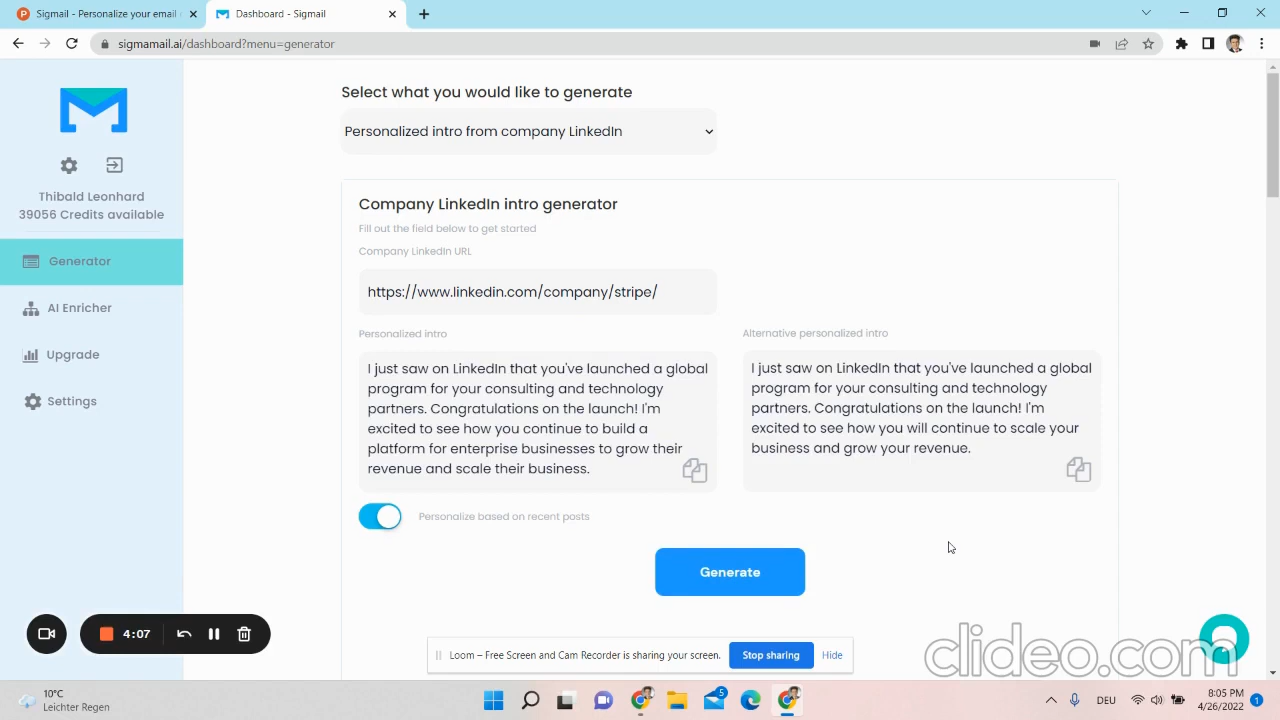 Sigmail - Personalize your email
Dashboard - Sigmail
sigmamail.ai/dashboard?menu=generator
Select what you would like to generate
Personalized intro from company LinkedIn
Thibald Leonhard
39056 Credits available
Generator
AI Enricher
Upgrade
Settings
Company LinkedIn intro generator
Fill out the field below to get started
Company LinkedIn URL
https://www.linkedin.com/company/stripe/
Personalized intro
I just saw on LinkedIn that you've launched a global
program for your consulting and technology
partners. Congratulations on the launch! I'm
excited to see how you continue to build a
platform for enterprise businesses to grow their
revenue and scale their business.
Alternative personalized intro
I just saw on LinkedIn that you've launched a global
program for your consulting and technology
partners. Congratulations on the launch! I'm
excited to see how you will continue to scale your
business and grow your revenue.
Personalize based on recent posts
Generate
4:07
Loom – Free Screen and Cam Recorder is sharing your screen.
Stop sharing
Hide
clideo.com
10°C
Leichter Regen
5
DEU
8:05 PM
4/26/2022
1